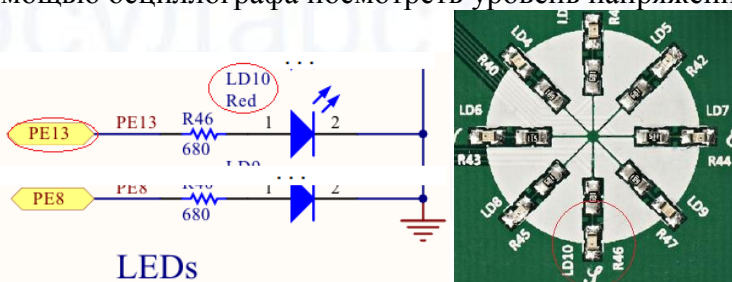 помощью осциллографа посмотреть уровень напряжени
LD10
Red
PE13
PE13
R46
1
2
680
PE8
PE8
1
2
680
LEDs
LD4
R40
LD5
R42
LD6
R43
LD7
R44
LD8
R45
LD9
R47
LD10
R46